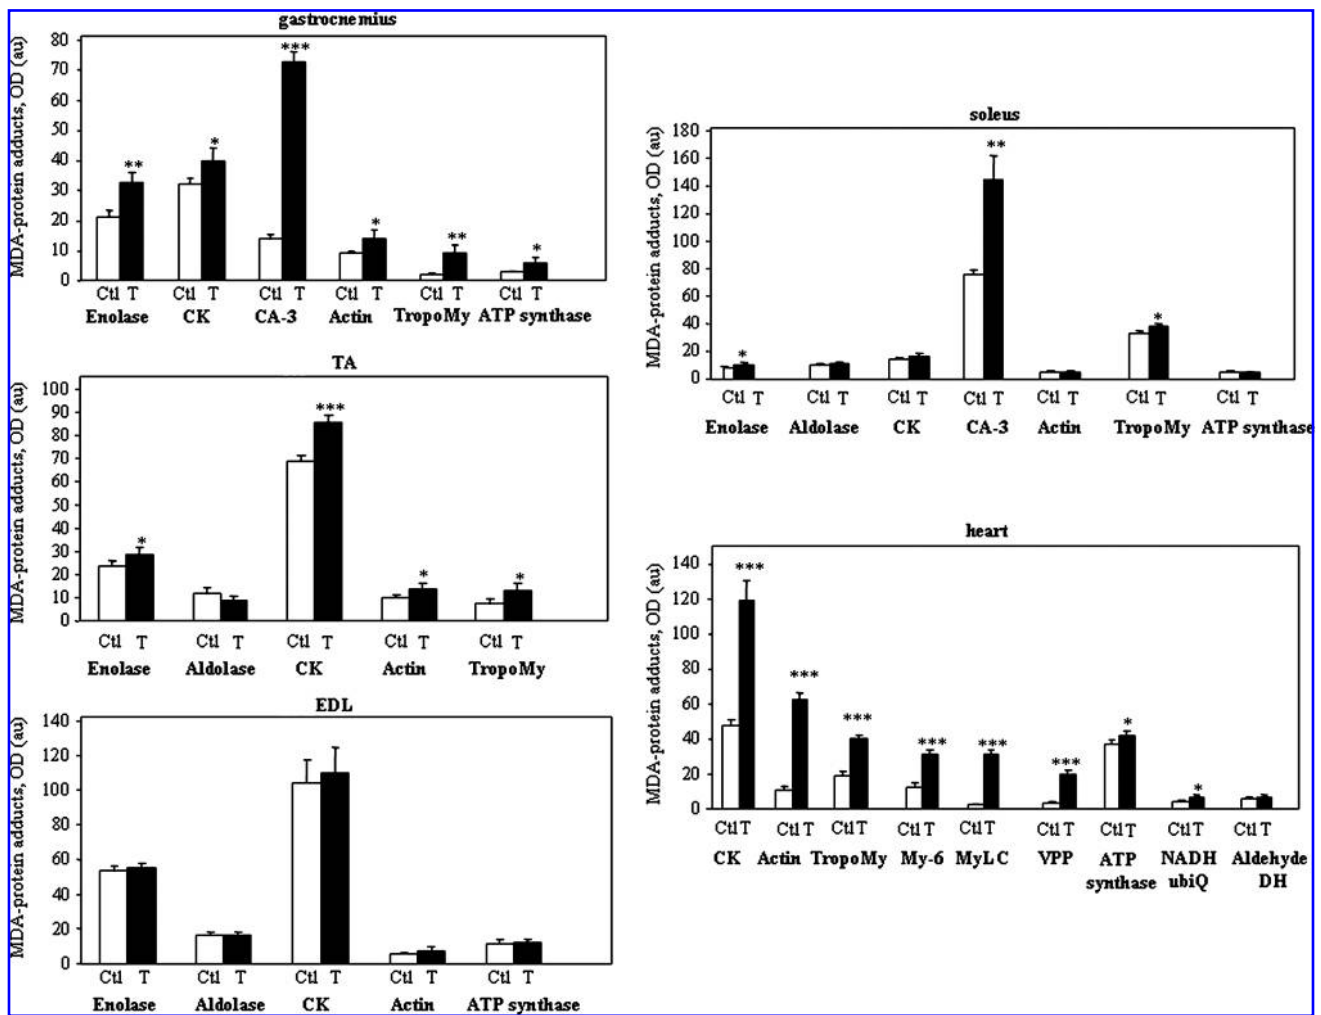 gastrocnemius
MDA-protein adducts, OD (au)
80
70
60
50
40
30
20
10
0
** * *** * ** *
Ctl T Ctl T Ctl T Ctl T Ctl T Ctl T
Enolase CK CA-3 Actin TropoMy ATP synthase
TA
MDA-protein adducts, OD (au)
100
90
80
70
60
50
40
30
20
10
0
* *** * *
Ctl T Ctl T Ctl T Ctl T Ctl T
Enolase Aldolase CK Actin TropoMy
EDL
MDA-protein adducts, OD (au)
140
120
100
80
60
40
20
0
Ctl T Ctl T Ctl T Ctl T Ctl T
Enolase Aldolase CK Actin ATP synthase
soleus
MDA-protein adducts, OD (au)
180
160
140
120
100
80
60
40
20
0
* ** *
Ctl T Ctl T Ctl T Ctl T Ctl T Ctl T Ctl T
Enolase Aldolase CK CA-3 Actin TropoMy ATP synthase
heart
MDA-protein adducts, OD (au)
140
120
100
80
60
40
20
0
*** *** *** *** *** *** * *
Ctl T Ctl T Ctl T Ctl T Ctl T Ctl T Ctl T Ctl T Ctl T
CK Actin TropoMy My-6 MyLC VPP ATP NADH Aldehyde
synthase ubiQ DH